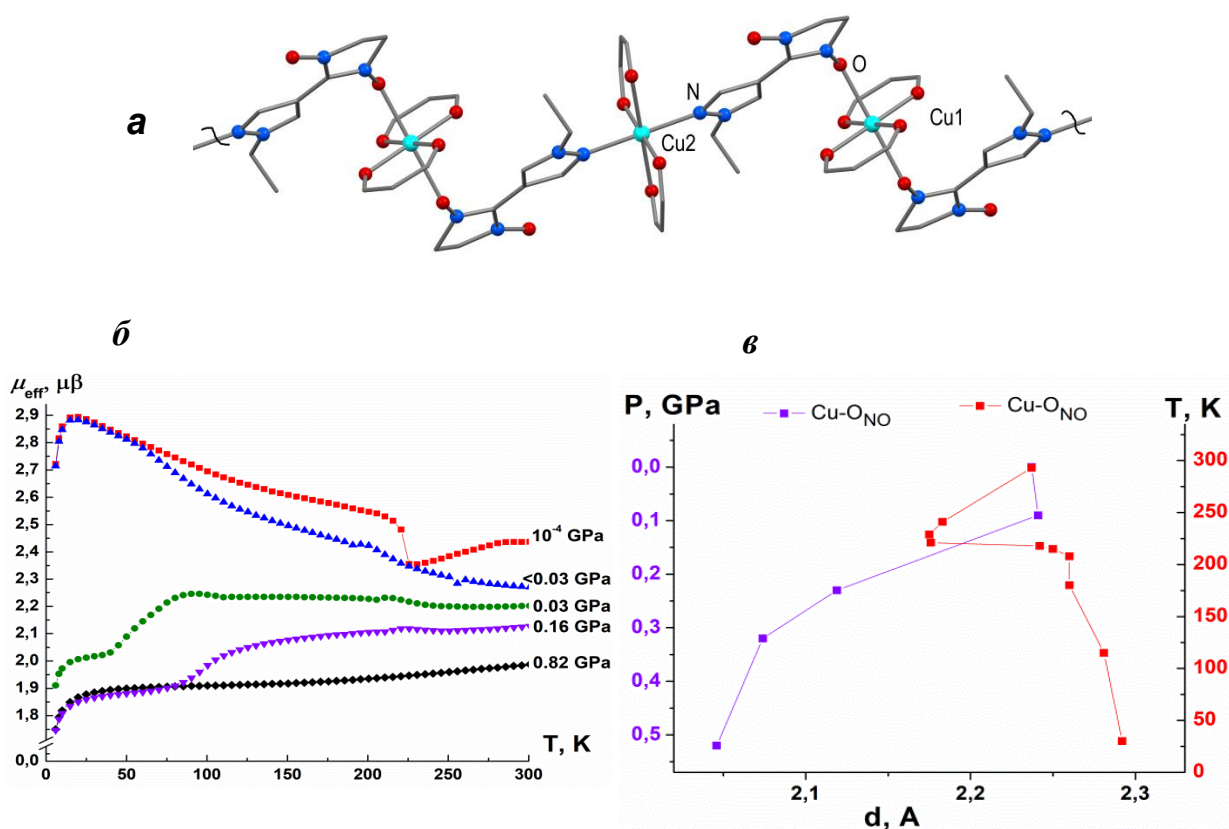 а
N
O
Cu2
Cu1
б
в
μeff, μβ
2,9
2,8
2,7
2,6
2,5
2,4
2,3
2,2
2,1
2,0
1,9
1,8
0,0
10-4 GPa
<0.03 GPa
0.03 GPa
0.16 GPa
0.82 GPa
T, K
0 50 100 150 200 250 300
P, GPa
Cu-ONO
Cu-ONO
T, K
0,0
0,1
0,2
0,3
0,4
0,5
300
250
200
150
100
50
0
2,1 2,2 2,3
d, A